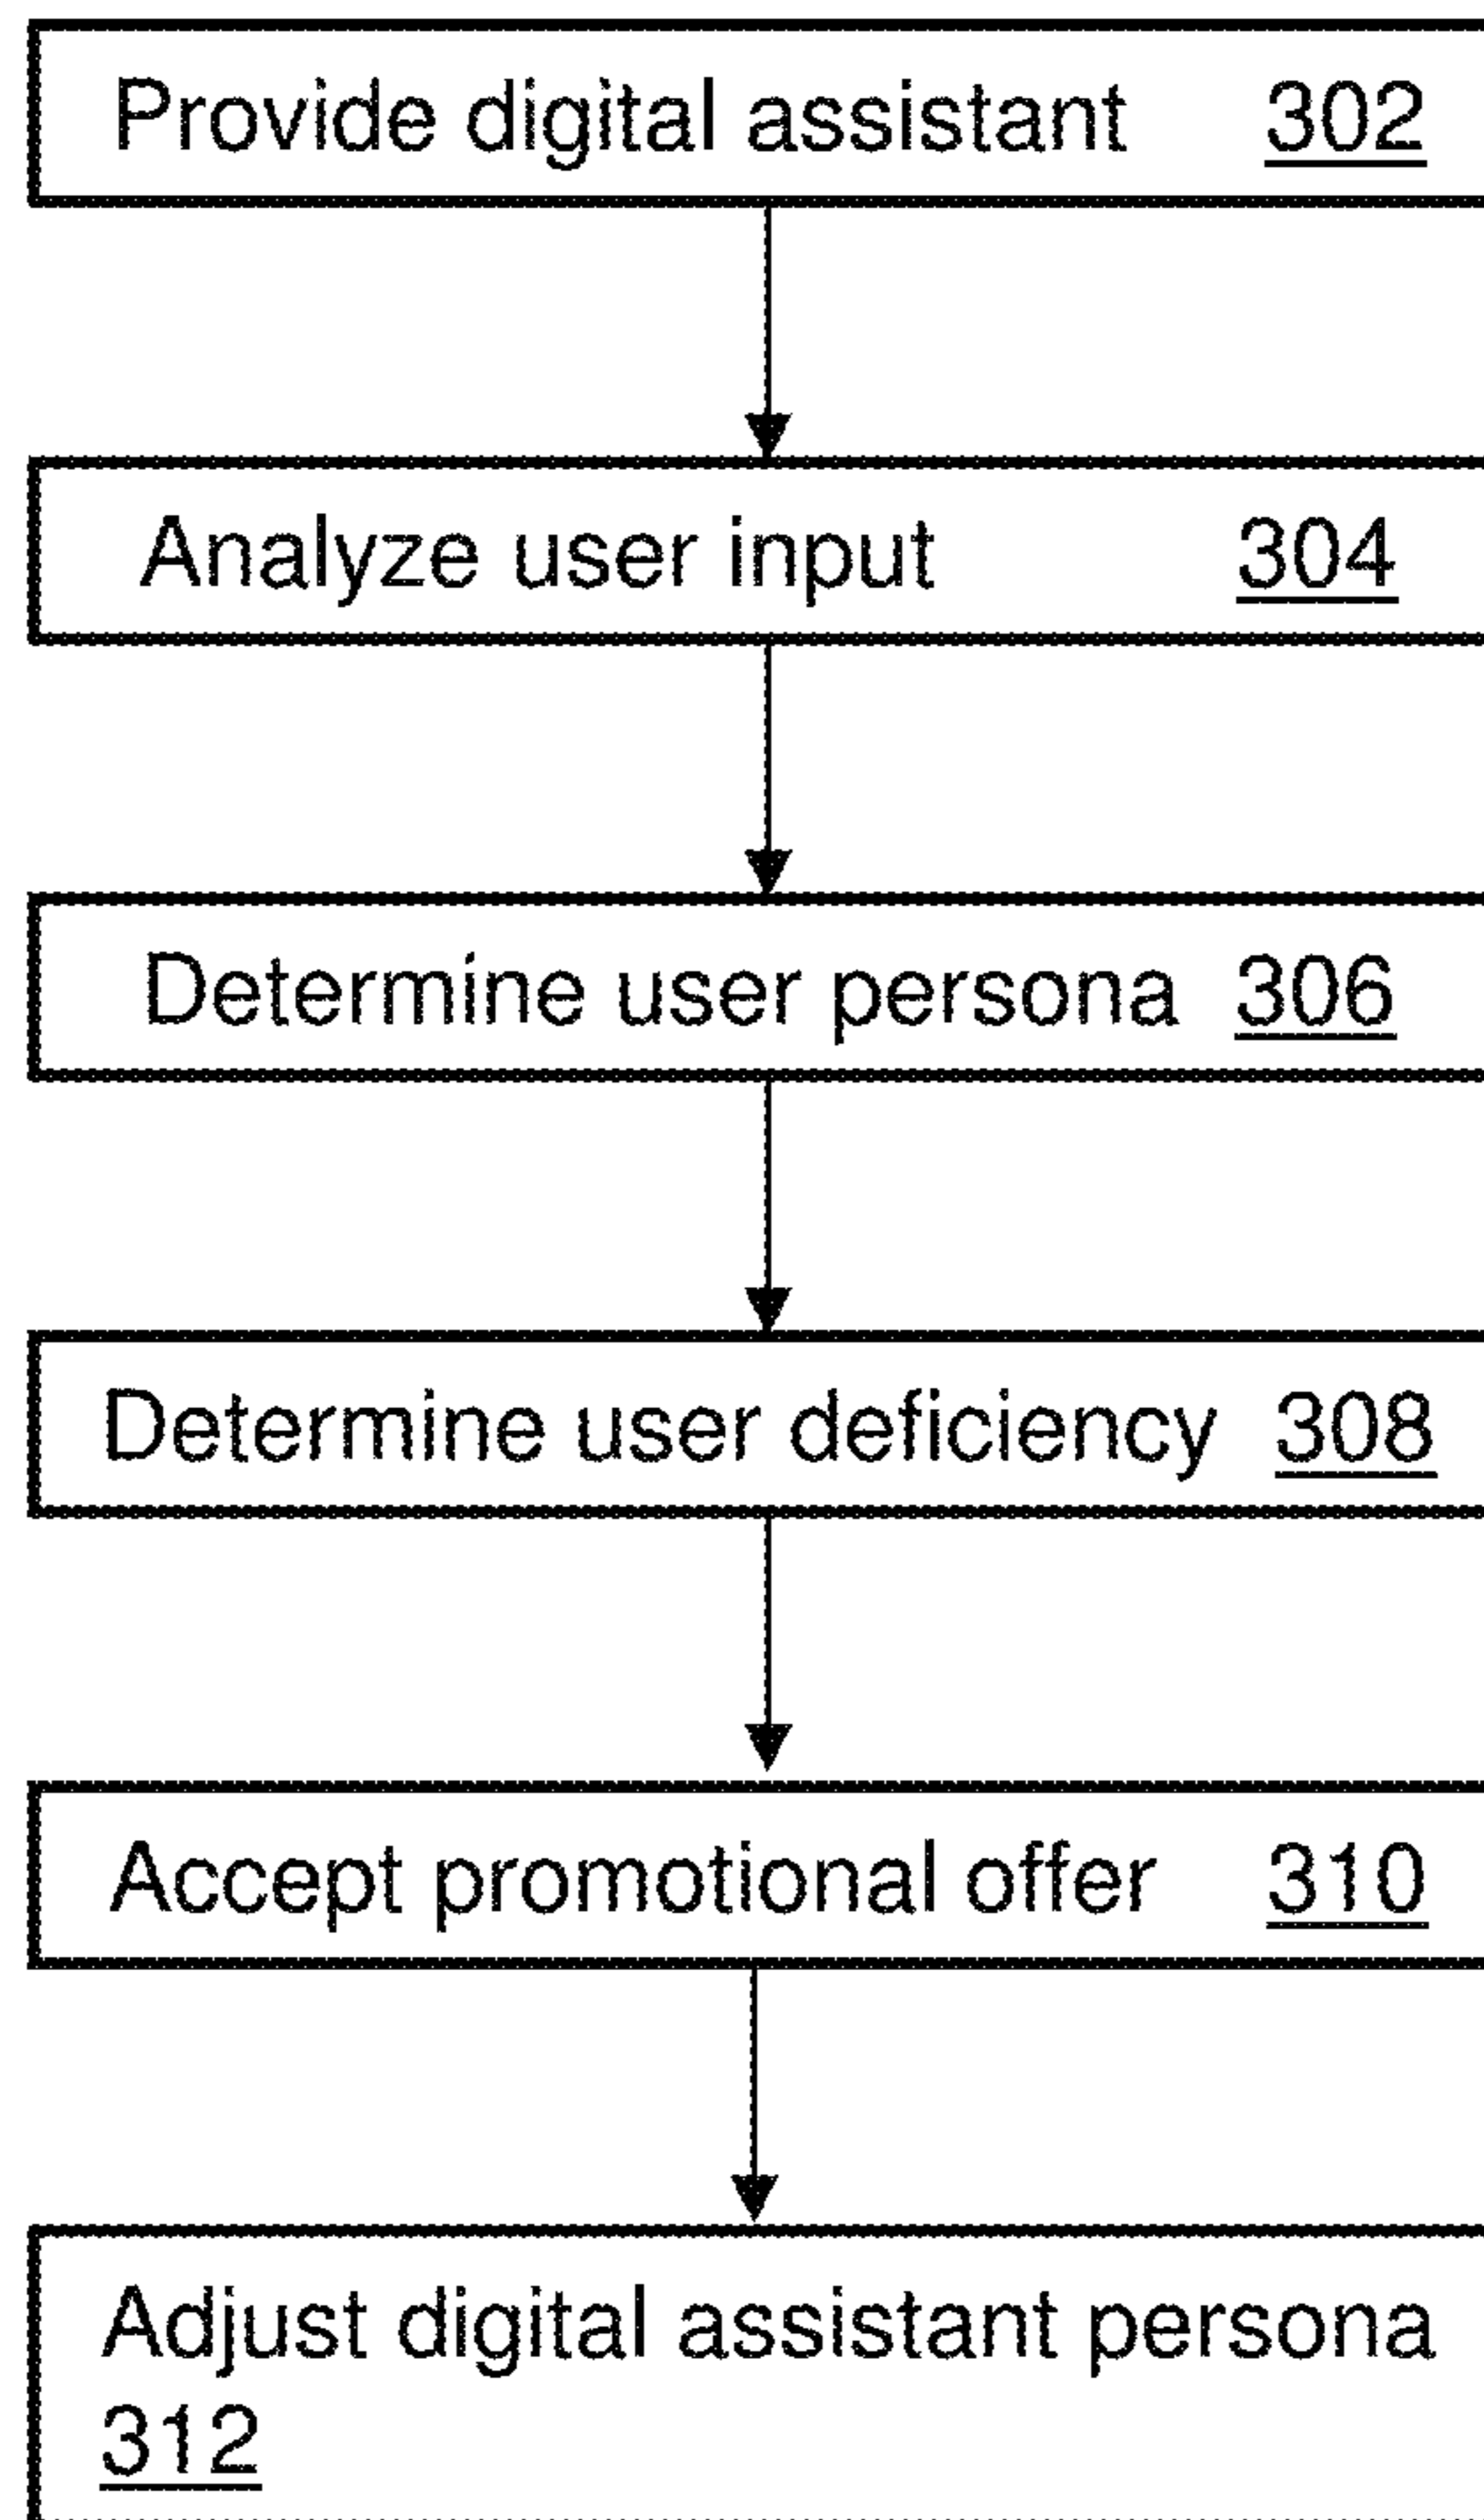 Provide digital assistant 302
Analyze user input 304
Determine user persona 306
Determine user deficiency 308
Accept promotional offer 310
Adjust digital assistant persona
312